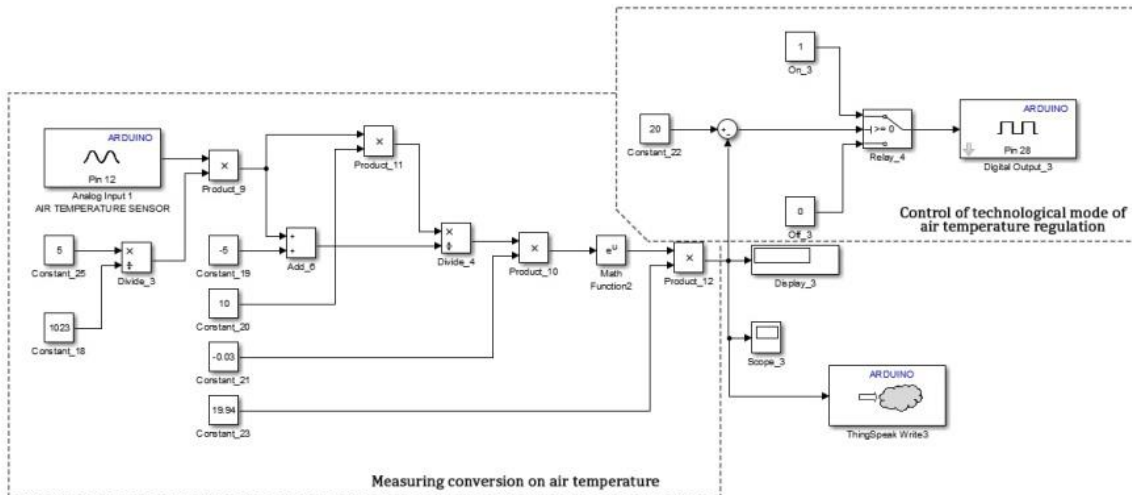 1
On_3
ARDUINO
Pin 12
Analog Input 1
AIR TEMPERATURE SENSOR
×
Product_9
×
Product_11
20
Constant_22
+
-
>= 0
Relay_4
ARDUINO
Pin 28
Digital Output_3
0
Off_3
Control of technological mode of
air temperature regulation
5
Constant_25
×
÷
Divide_3
-5
Constant_19
+
+
Add_6
×
÷
Divide_4
×
Product_10
e^u
Math
Function2
×
Product_12
Display_3
10
Constant_20
1023
Constant_18
-0.03
Constant_21
Scope_3
19.94
Constant_23
ARDUINO
ThingSpeak Write3
Measuring conversion on air temperature